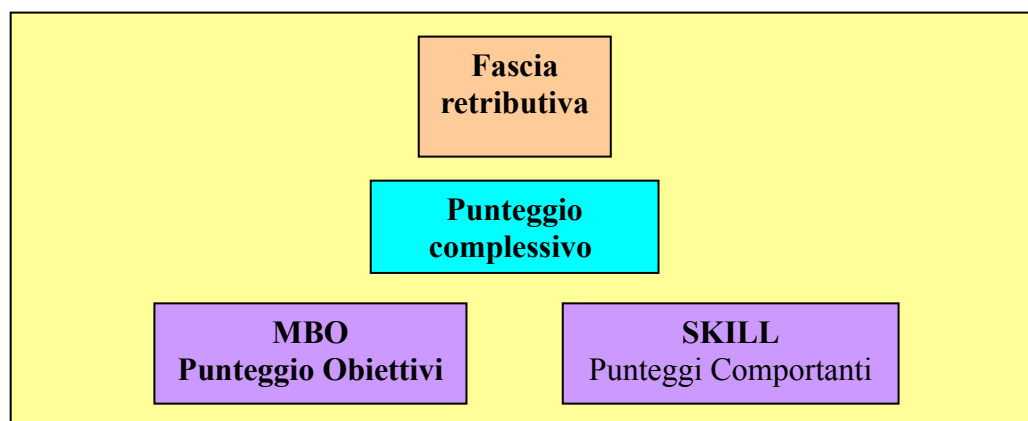 Fascia
retributiva
Punteggio
complessivo
MBO
Punteggio Obiettivi
SKILL
Punteggi Comportanti